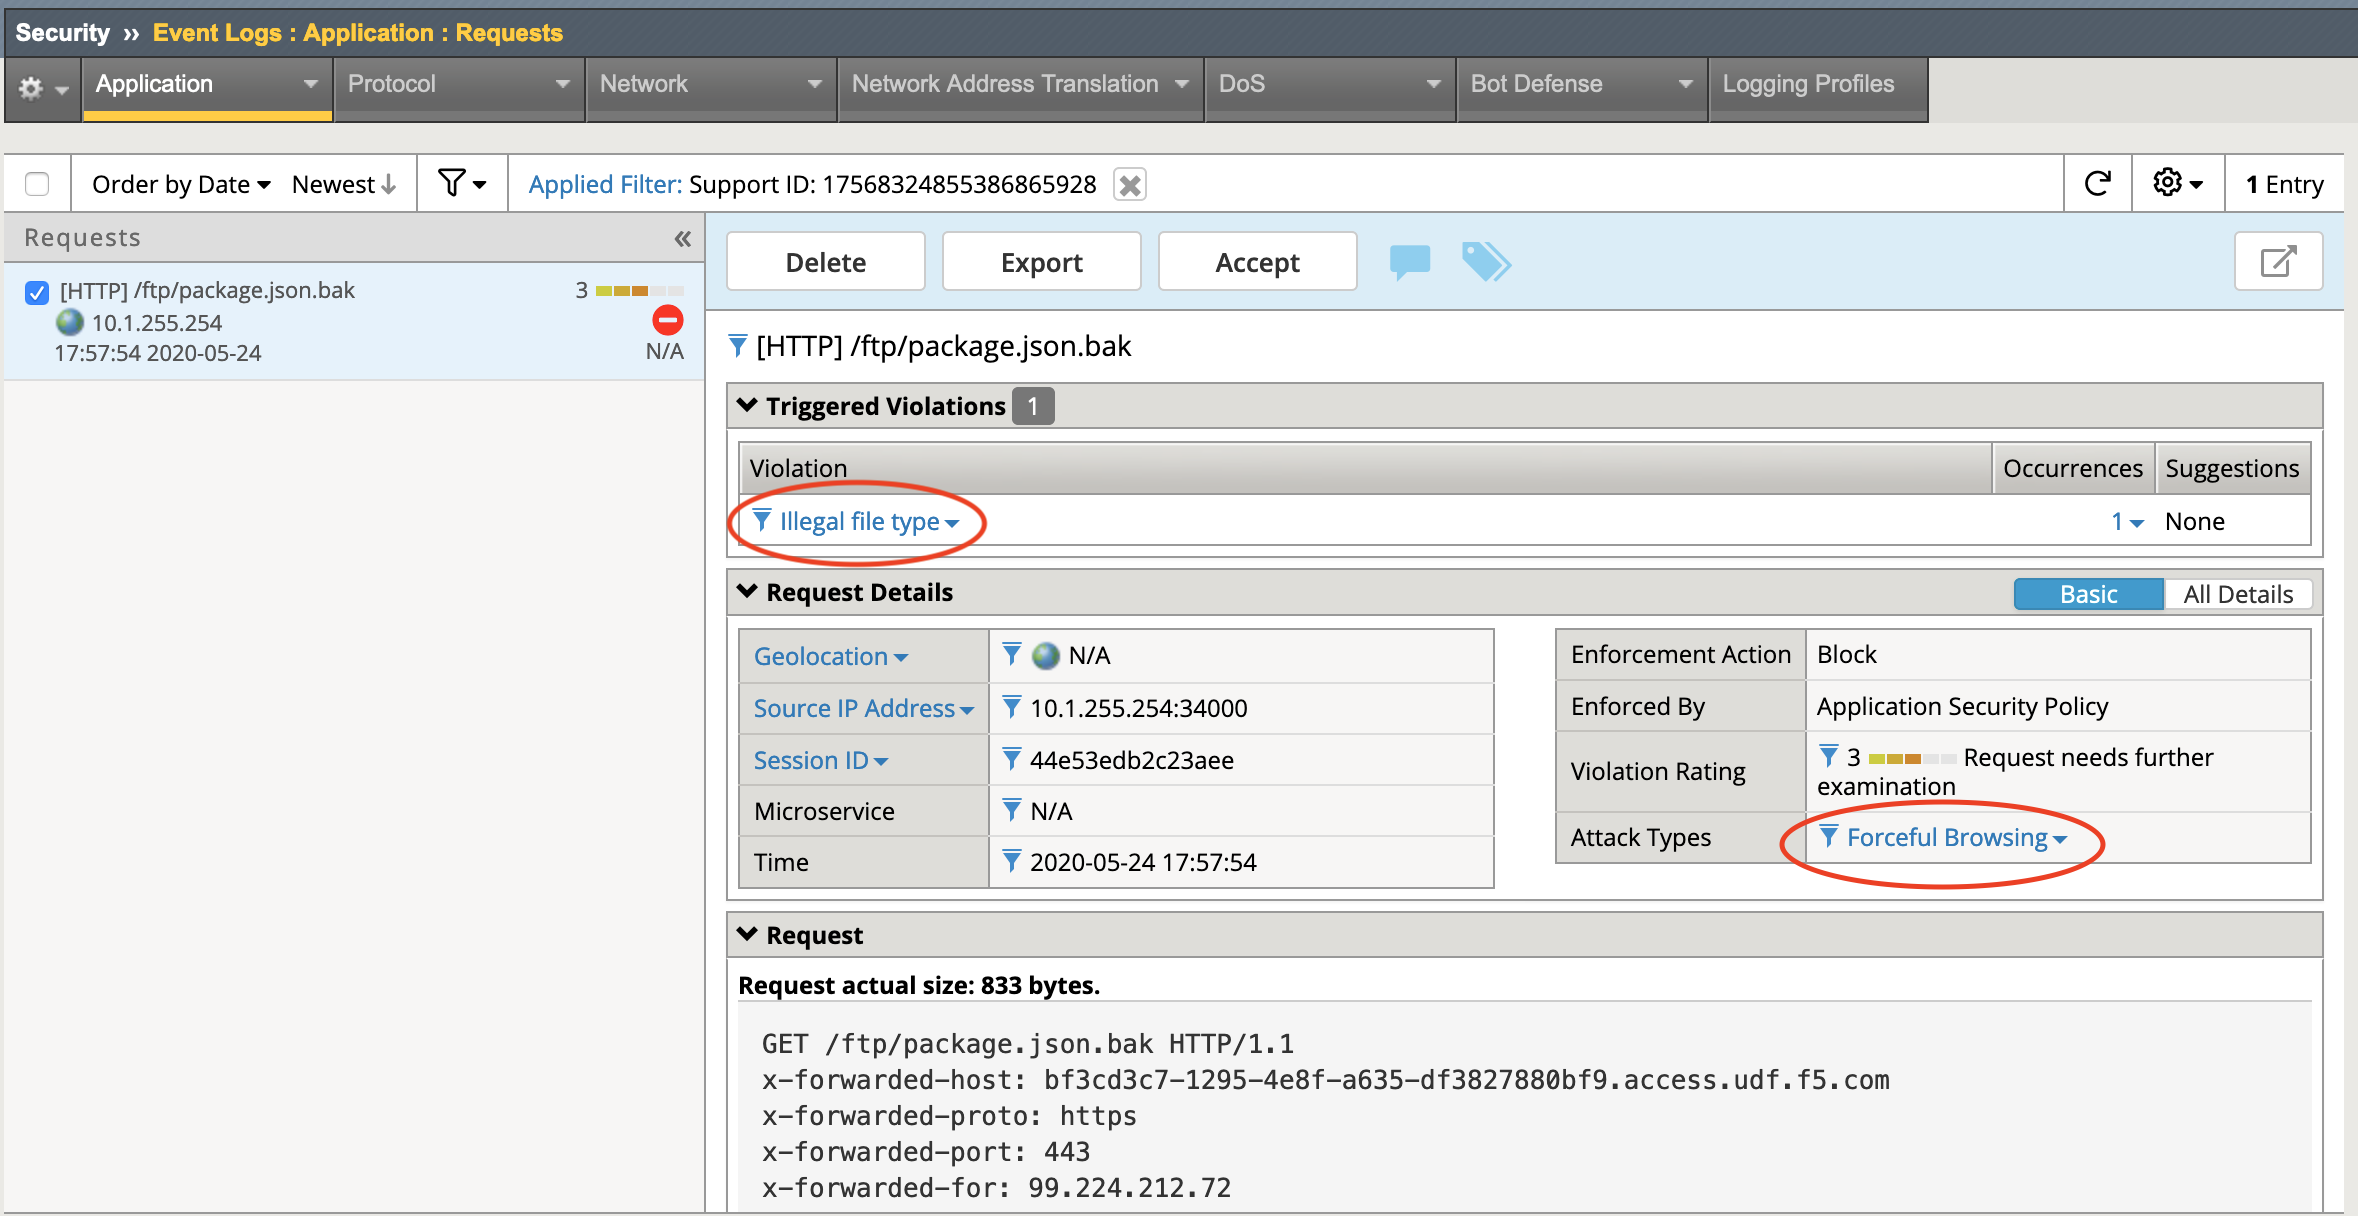 Security ›› Event Logs : Application : Requests
Application Protocol Network Network Address Translation DoS Bot Defense Logging Profiles
Order by Date Newest Applied Filter: Support ID: 17568324855386865928 1 Entry
Requests «
[HTTP] /ftp/package.json.bak 3
10.1.255.254
17:57:54 2020-05-24 N/A
Delete Export Accept
[HTTP] /ftp/package.json.bak
Triggered Violations 1
Violation Occurrences Suggestions
Illegal file type 1 None
Request Details Basic All Details
Geolocation N/A
Source IP Address 10.1.255.254:34000
Session ID 44e53edb2c23aee
Microservice N/A
Time 2020-05-24 17:57:54
Enforcement Action Block
Enforced By Application Security Policy
Violation Rating 3 Request needs further
examination
Attack Types Forceful Browsing
Request
Request actual size: 833 bytes.
GET /ftp/package.json.bak HTTP/1.1
x-forwarded-host: bf3cd3c7-1295-4e8f-a635-df3827880bf9.access.udf.f5.com
x-forwarded-proto: https
x-forwarded-port: 443
x-forwarded-for: 99.224.212.72